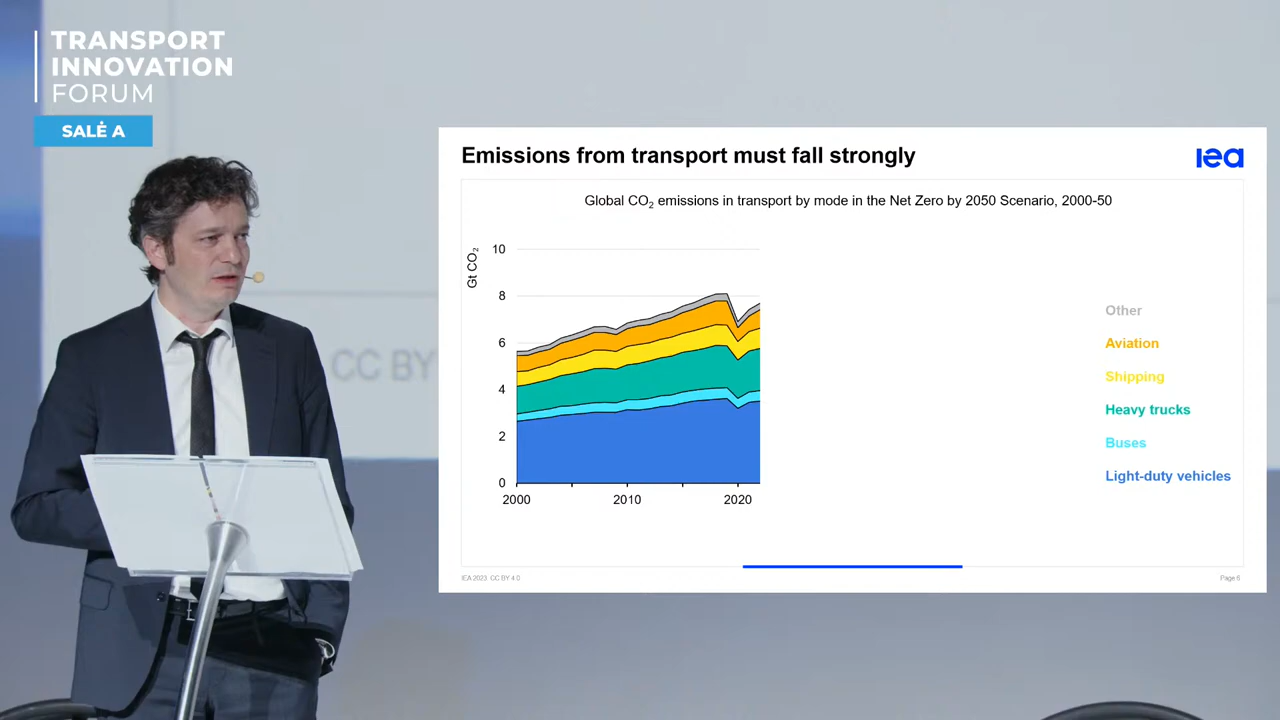 TRANSPORT
INNOVATION
FORUM
SALĖ A
CC BY
Emissions from transport must fall strongly
iea
Global CO₂ emissions in transport by mode in the Net Zero by 2050 Scenario, 2000-50
Gt CO₂
10
8
6
4
2
0
2000
2010
2020
Other
Aviation
Shipping
Heavy trucks
Buses
Light-duty vehicles
IEA 2023. CC BY 4.0
Page 6